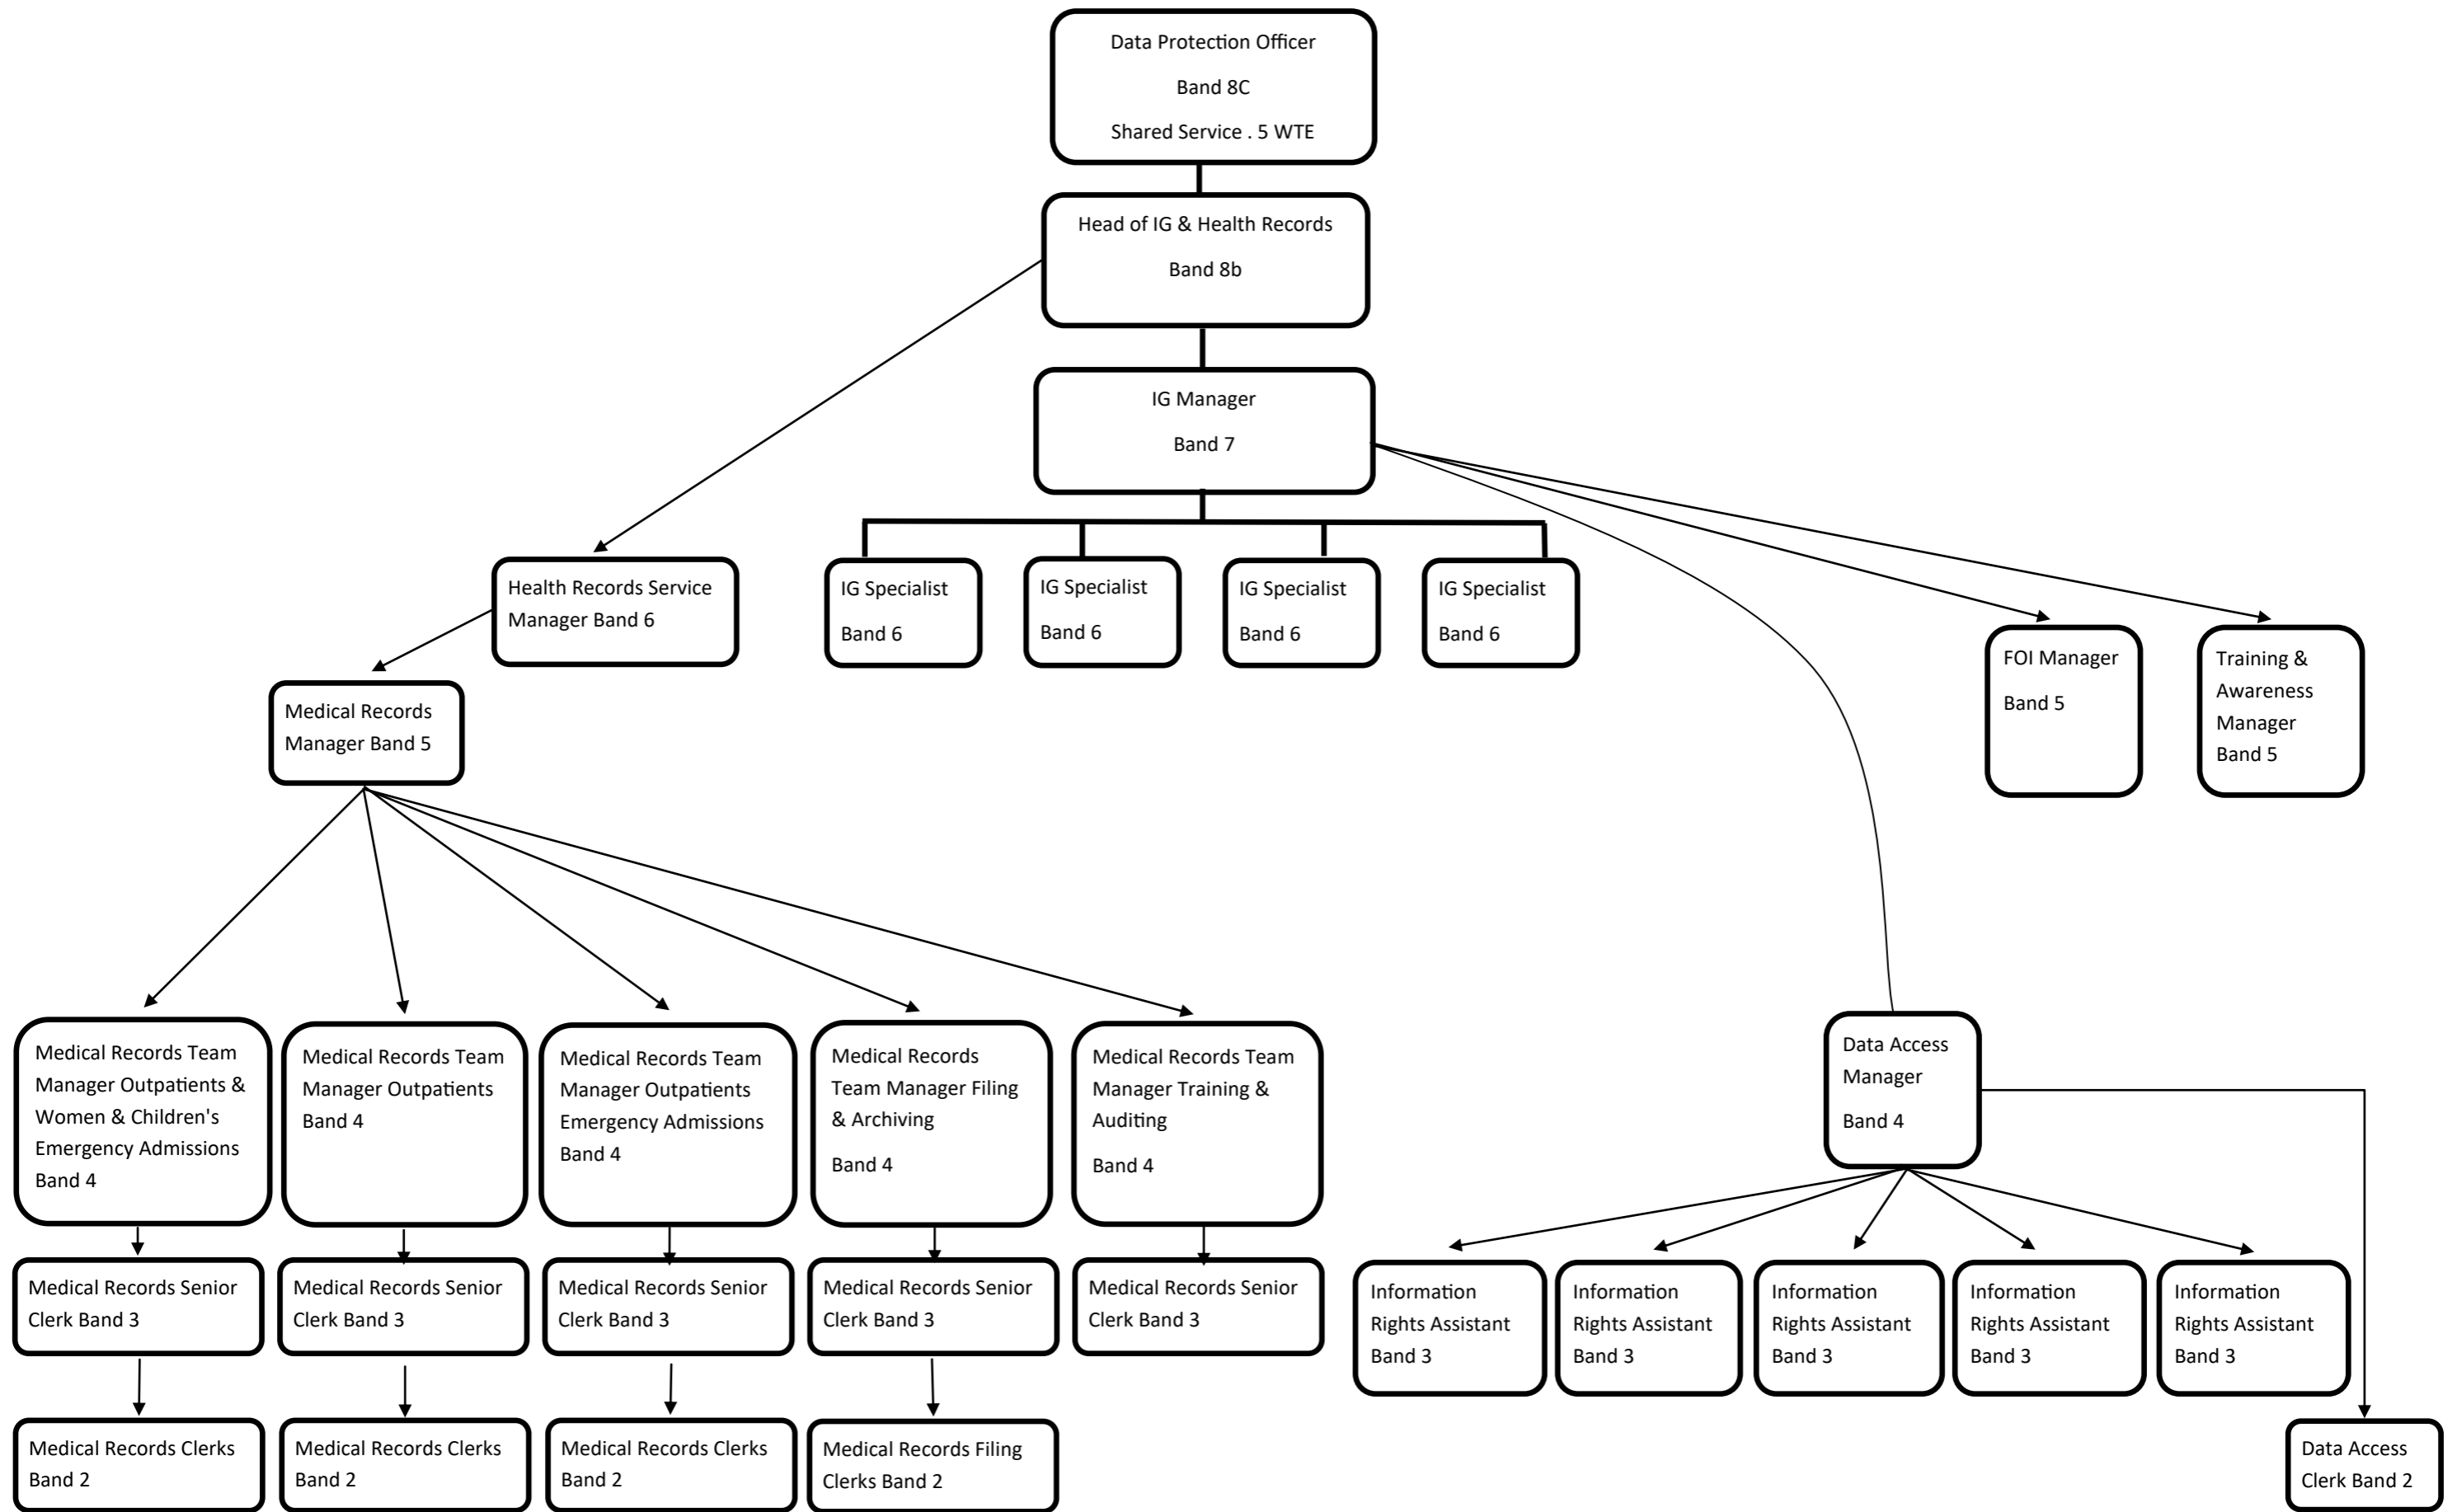 Data Protection Officer
Band 8C
Shared Service . 5 WTE
Head of IG & Health Records
Band 8b
IG Manager
Band 7
Health Records Service
Manager Band 6
IG Specialist
Band 6
IG Specialist
Band 6
IG Specialist
Band 6
IG Specialist
Band 6
FOI Manager
Band 5
Training &
Awareness
Manager
Band 5
Medical Records
Manager Band 5
Medical Records Team
Manager Outpatients &
Women & Children's
Emergency Admissions
Band 4
Medical Records Team
Manager Outpatients
Band 4
Medical Records Team
Manager Outpatients
Emergency Admissions
Band 4
Medical Records
Team Manager Filing
& Archiving
Band 4
Medical Records Team
Manager Training &
Auditing
Band 4
Data Access
Manager
Band 4
Medical Records Senior
Clerk Band 3
Medical Records Senior
Clerk Band 3
Medical Records Senior
Clerk Band 3
Medical Records Senior
Clerk Band 3
Medical Records Senior
Clerk Band 3
Information
Rights Assistant
Band 3
Information
Rights Assistant
Band 3
Information
Rights Assistant
Band 3
Information
Rights Assistant
Band 3
Information
Rights Assistant
Band 3
Medical Records Clerks
Band 2
Medical Records Clerks
Band 2
Medical Records Clerks
Band 2
Medical Records Filing
Clerks Band 2
Data Access
Clerk Band 2